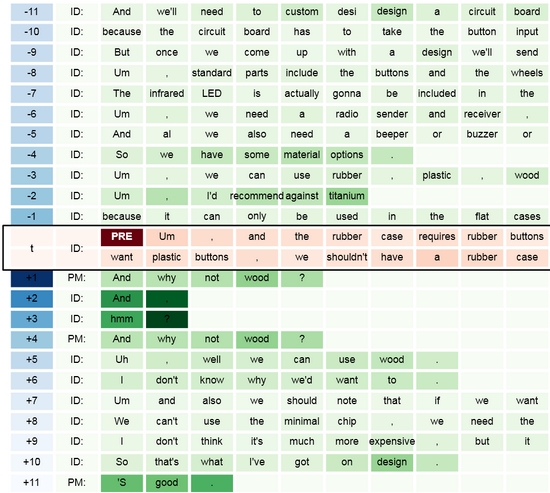 -11 ID: And we'll need to custom desi design a circuit board
-10 ID: because the circuit board has to take the button input
-9 ID: But once we come up with a design we'll send
-8 ID: Um , standard parts include the buttons and the wheels
-7 ID: The infrared LED is actually gonna be included in the
-6 ID: Um , we need a radio sender and receiver ,
-5 ID: And al we also need a beeper or buzzer or
-4 ID: So we have some material options .
-3 ID: Um , we can use rubber , plastic , wood
-2 ID: Um , I'd recommend against titanium
-1 ID: because it can only be used in the flat cases
t ID: PRE Um , and the rubber case requires rubber buttons
want plastic buttons , we shouldn't have a rubber case
+1 PM: And why not wood ?
+2 ID: And .
+3 ID: hmm ?
+4 PM: And why not wood ?
+5 ID: Uh , well we can use wood .
+6 ID: I don't know why we'd want to .
+7 ID: Um and also we should note that if we want
+8 ID: We can't use the minimal chip , we need the
+9 ID: I don't think it's much more expensive , but it
+10 ID: So that's what I've got on design .
+11 PM: 'S good .